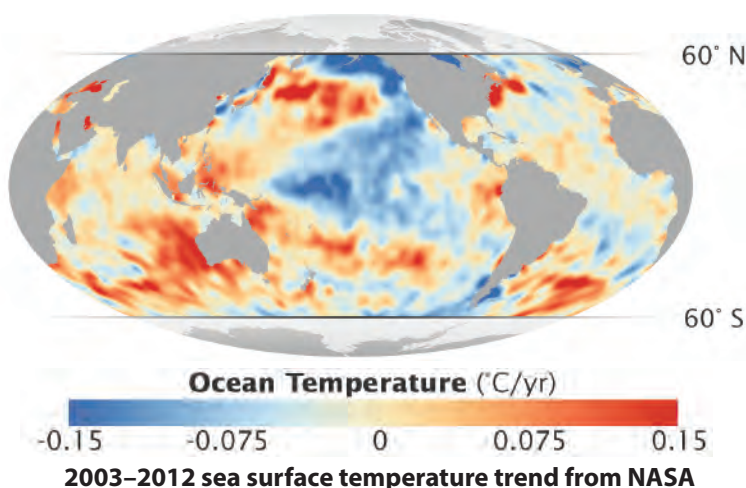 60° N
60° S
Ocean Temperature (°C/yr)
-0.15 -0.075 0 0.075 0.15
2003–2012 sea surface temperature trend from NASA